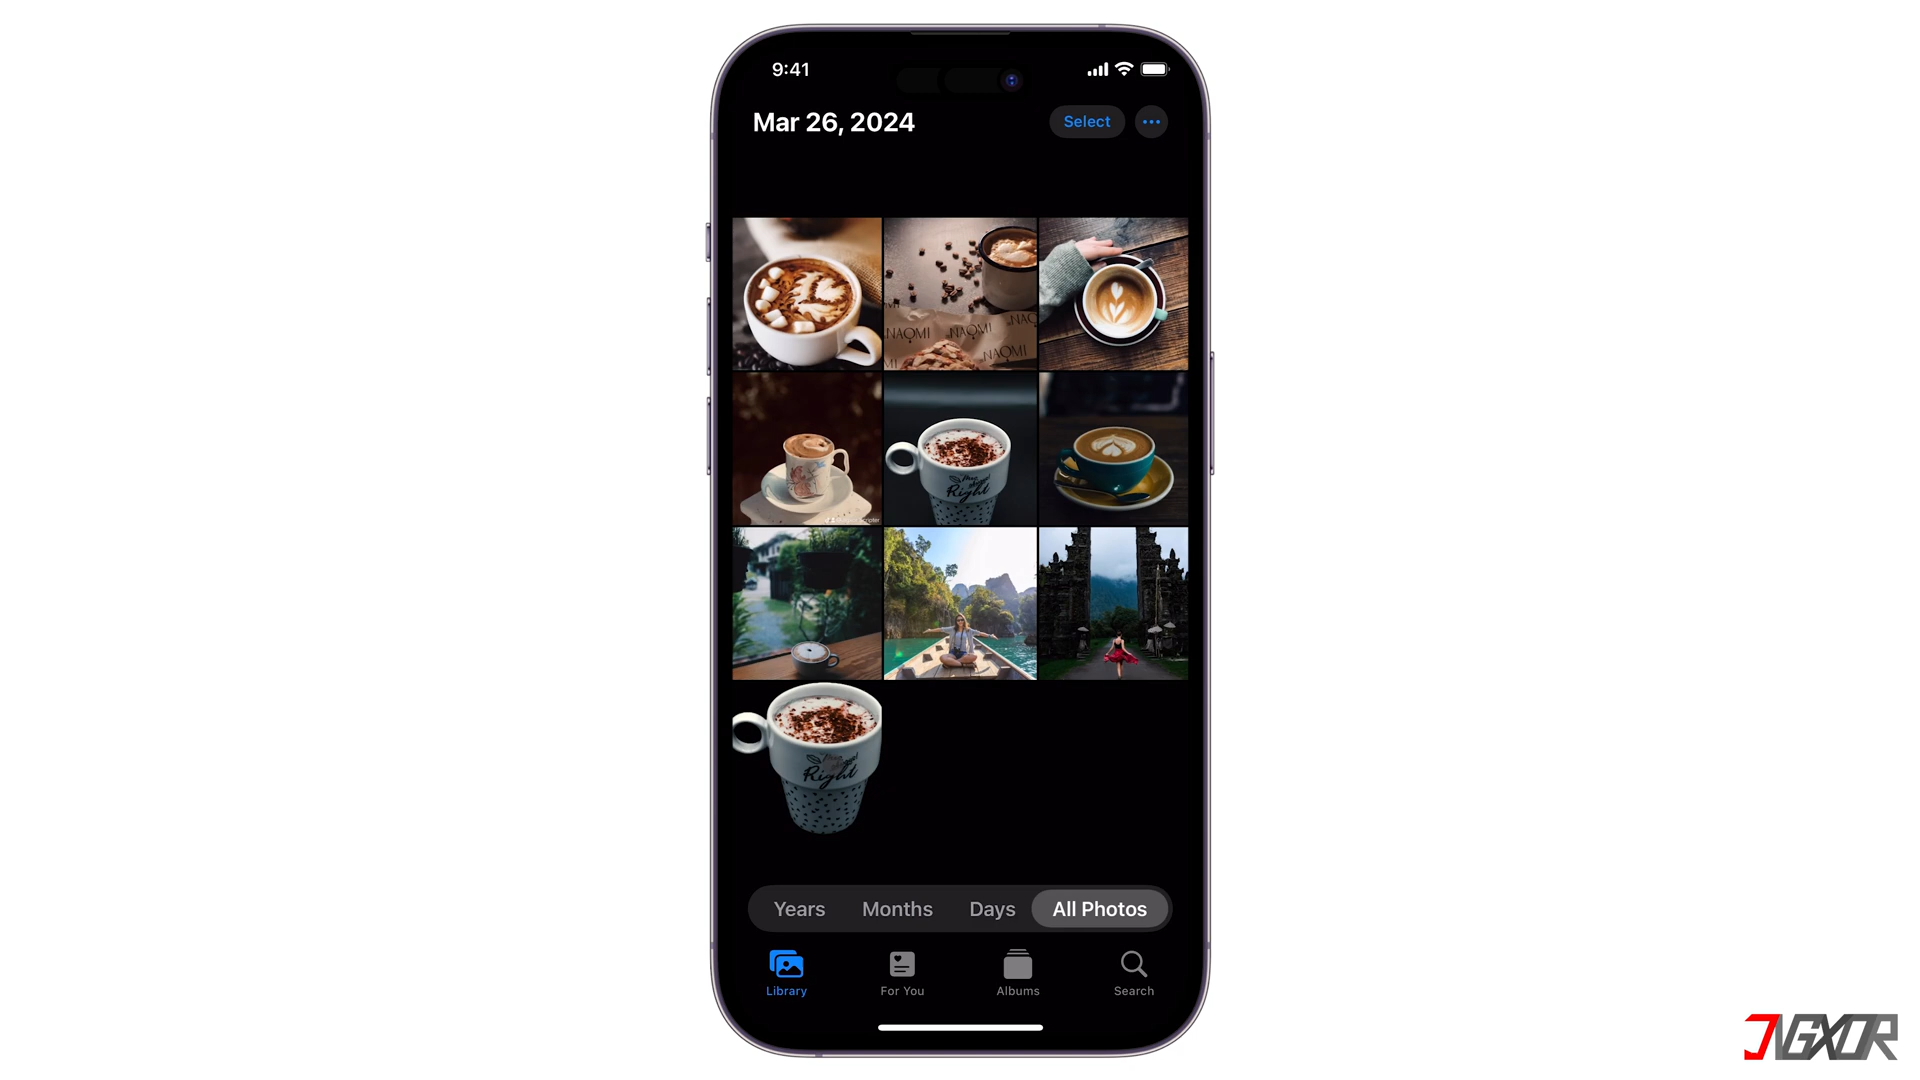 9:41
Mar 26, 2024
Select
NAOMI NAOMI
NAOMI
Right
Right
Years Months Days All Photos
Library For You Albums Search
JVGXOR